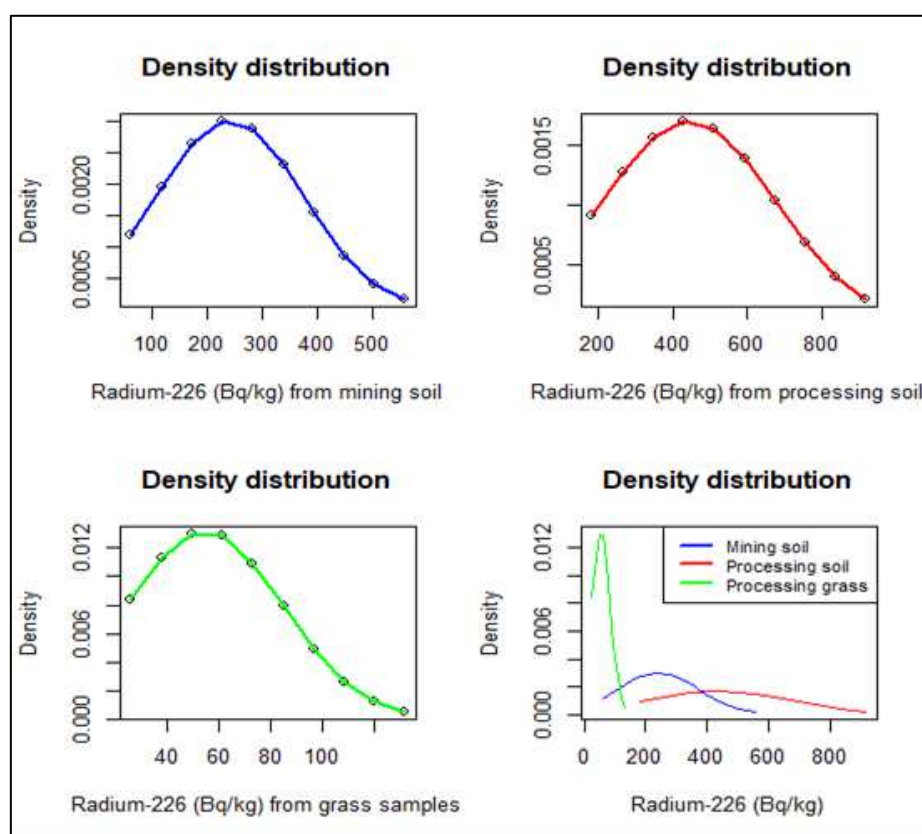 Density distribution
Density
0.0020
0.0005
100 200 300 400 500
Radium-226 (Bq/kg) from mining soil
Density distribution
Density
0.0015
0.0005
200 400 600 800
Radium-226 (Bq/kg) from processing soil
Density distribution
Density
0.012
0.006
0.000
40 60 80 100
Radium-226 (Bq/kg) from grass samples
Density distribution
Density
0.012
0.006
0.000
Mining soil
Processing soil
Processing grass
0 200 400 600 800
Radium-226 (Bq/kg)